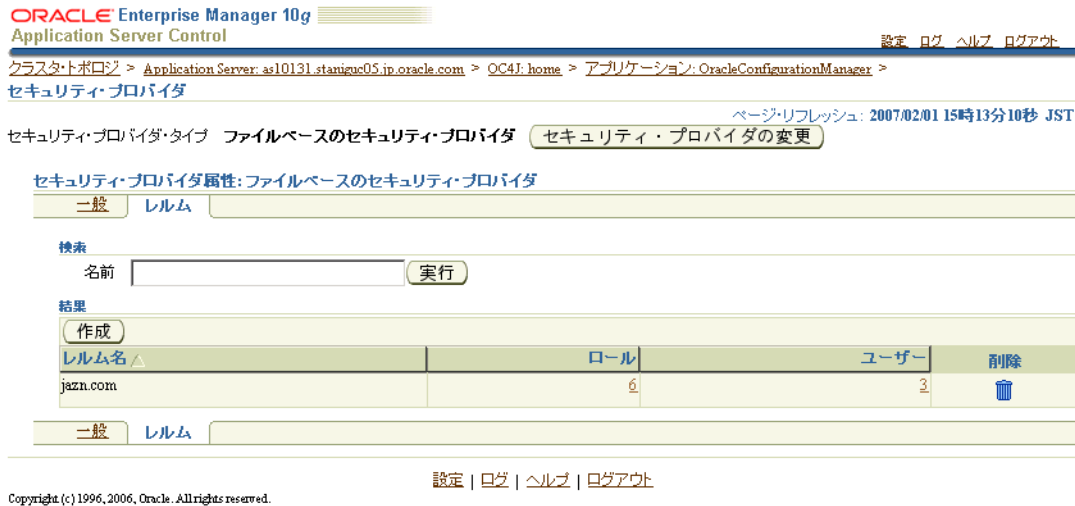 ORACLE Enterprise Manager 10g
Application Server Control
設定 ログ ヘルプ ログアウト
クラスタ・トポロジ > Application Server: as10131.staniguc05.jp.oracle.com > OC4J: home > アプリケーション: OracleConfigurationManager >
セキュリティ・プロバイダ
ページ・リフレッシュ: 2007/02/01 15時13分10秒 JST
セキュリティ・プロバイダ・タイプ ファイルベースのセキュリティ・プロバイダ セキュリティ・プロバイダの変更
セキュリティ・プロバイダ属性: ファイルベースのセキュリティ・プロバイダ
一般 レルム
検索
名前 実行
結果
作成
レルム名 ロール ユーザー 削除
jazn.com 6 3
一般 レルム
設定 | ログ | ヘルプ | ログアウト
Copyright (c) 1996, 2006, Oracle. All rights reserved.